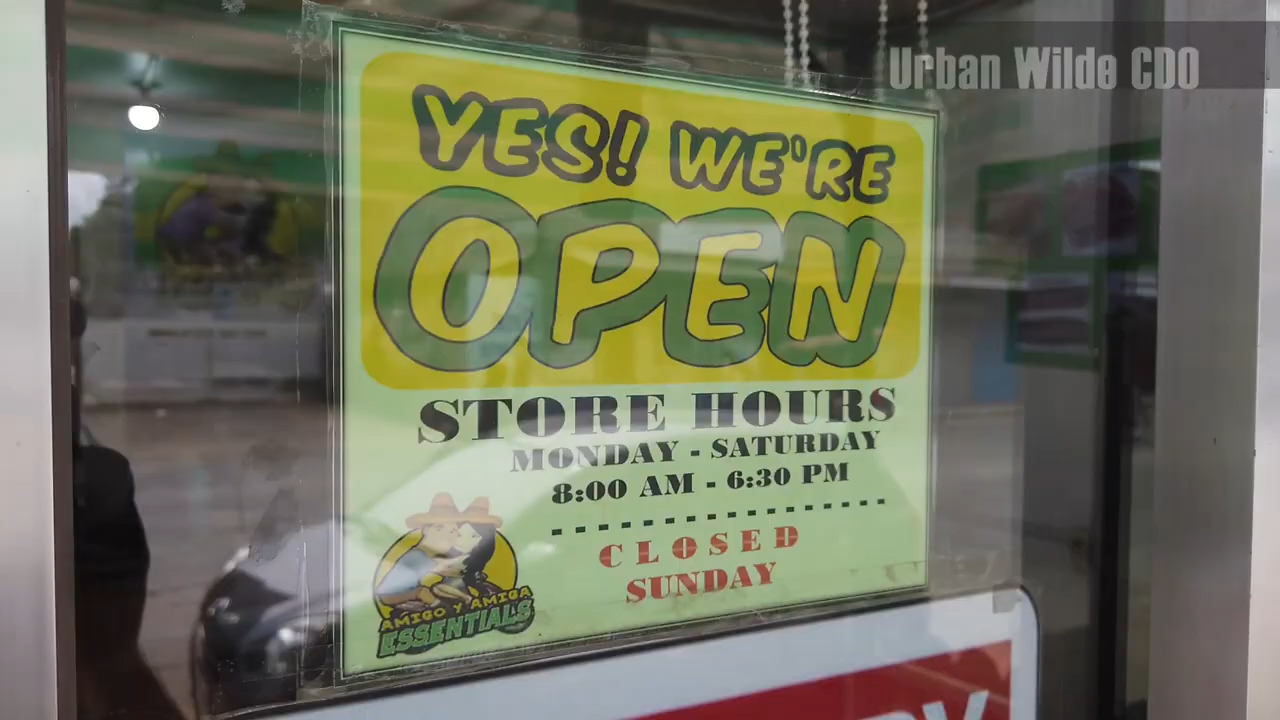 Urban Wilde CDO
YES! WE'RE
OPEN
STORE HOURS
MONDAY - SATURDAY
8:00 AM - 6:30 PM
CLOSED
SUNDAY
AMIGO Y AMIGA
ESSENTIALS